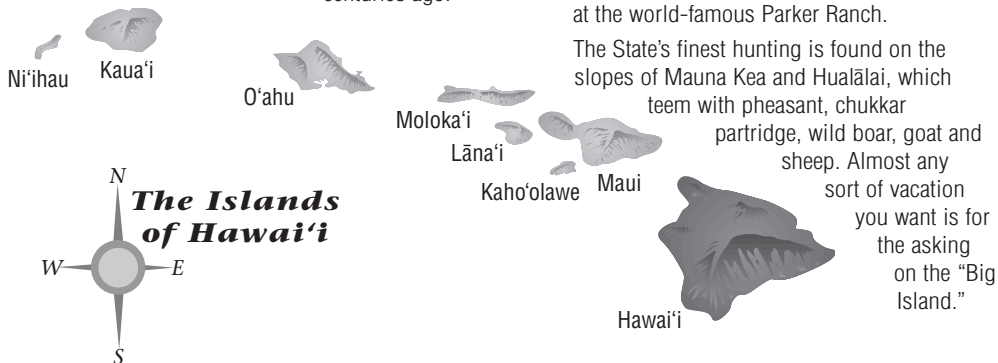 centuries ago.
at the world-famous Parker Ranch.
The State’s finest hunting is found on the
slopes of Mauna Kea and Hualālai, which
teem with pheasant, chukkar
partridge, wild boar, goat and
sheep. Almost any
sort of vacation
you want is for
the asking
on the “Big
Island.”
Ni‘ihau
Kaua‘i
O‘ahu
Moloka‘i
Lāna‘i
Kaho‘olawe
Maui
Hawai‘i
The Islands
of Hawai‘i
N
W
E
S